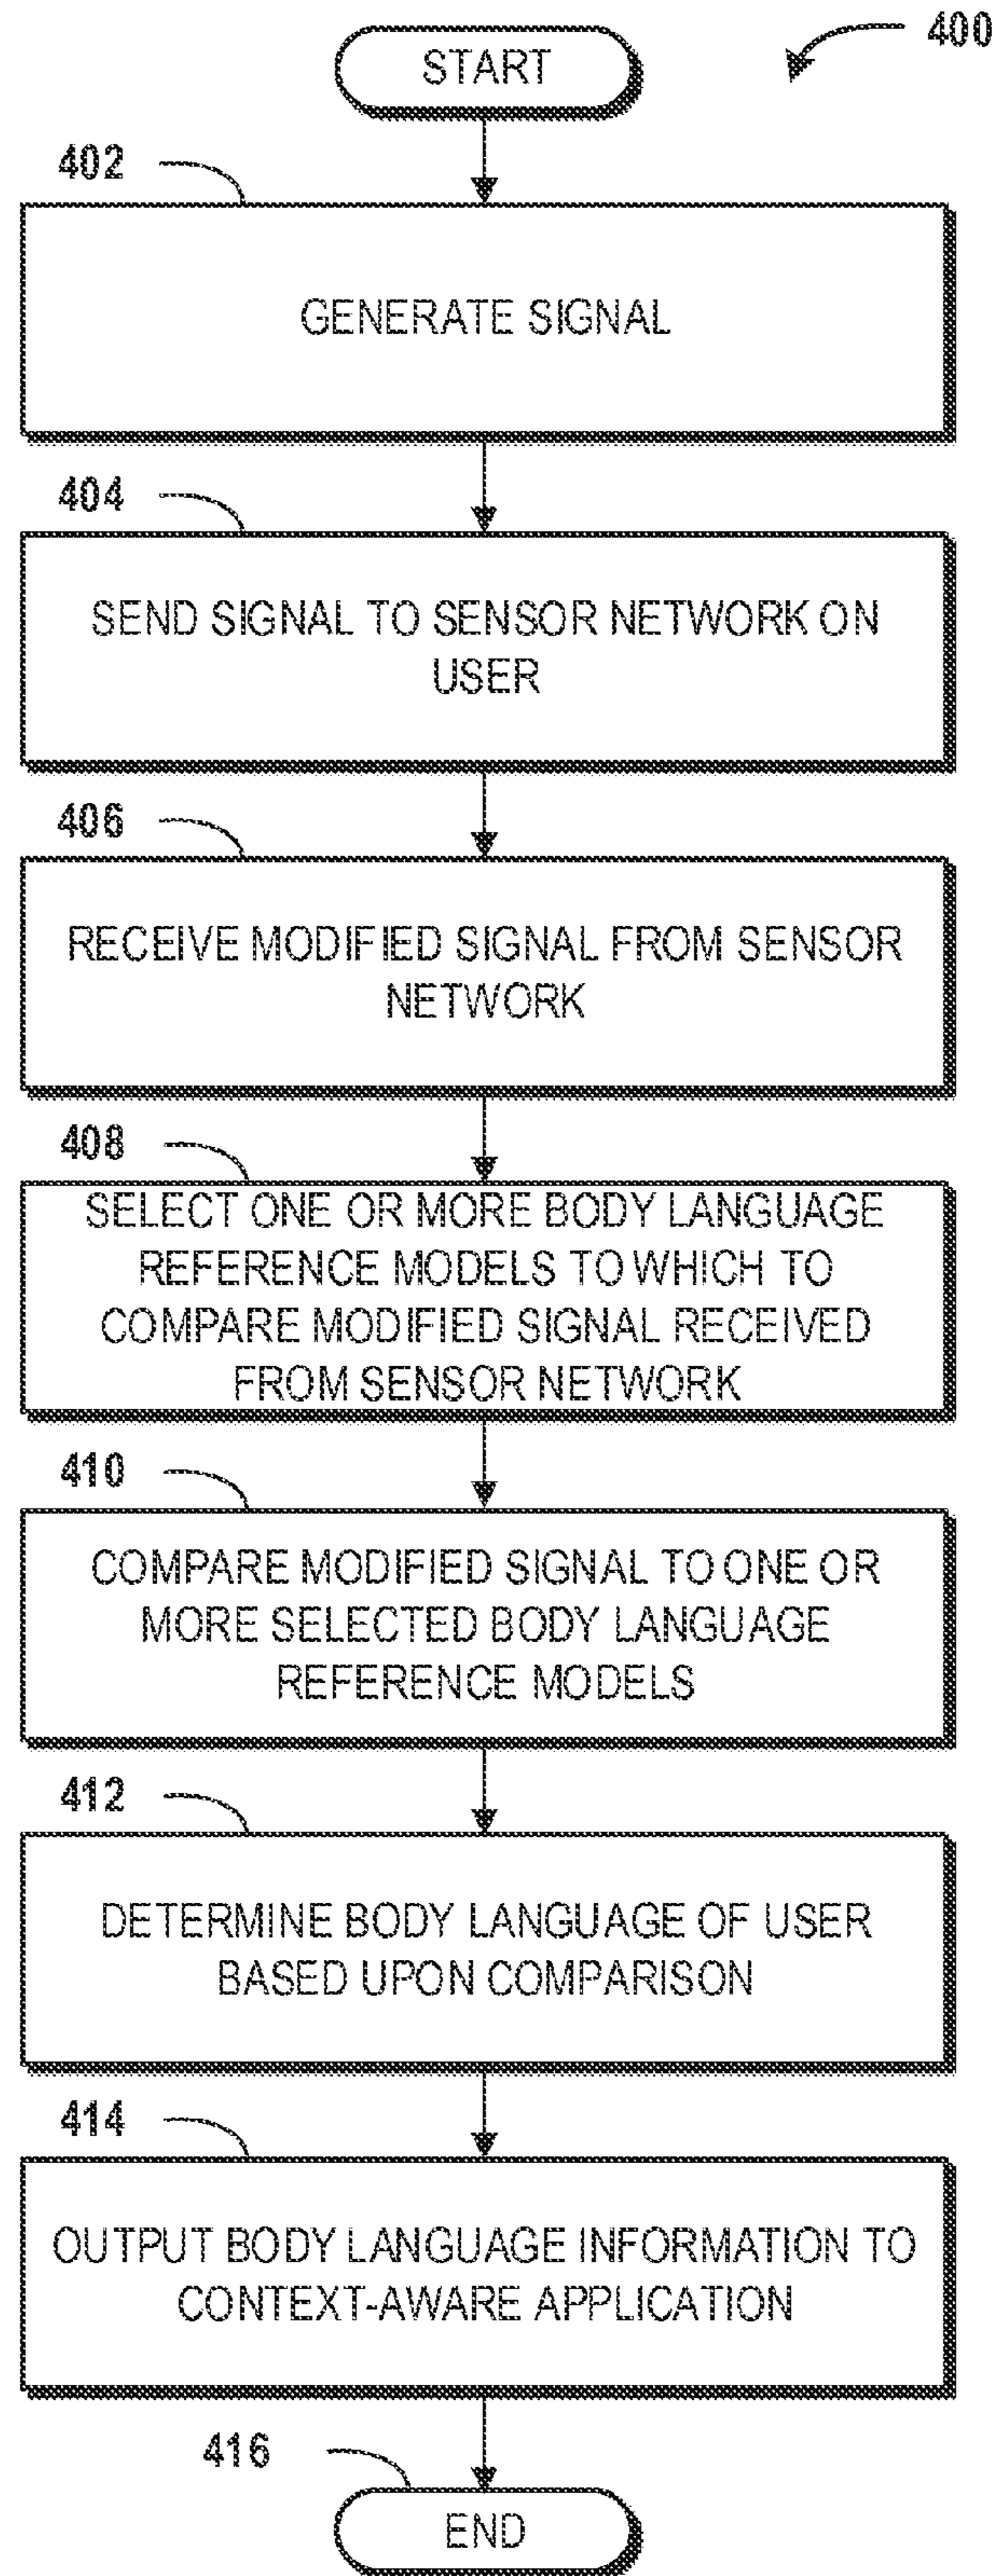 400
START
402
GENERATE SIGNAL
404
SEND SIGNAL TO SENSOR NETWORK ON
USER
406
RECEIVE MODIFIED SIGNAL FROM SENSOR
NETWORK
408
SELECT ONE OR MORE BODY LANGUAGE
REFERENCE MODELS TO WHICH TO
COMPARE MODIFIED SIGNAL RECEIVED
FROM SENSOR NETWORK
410
COMPARE MODIFIED SIGNAL TO ONE OR
MORE SELECTED BODY LANGUAGE
REFERENCE MODELS
412
DETERMINE BODY LANGUAGE OF USER
BASED UPON COMPARISON
414
OUTPUT BODY LANGUAGE INFORMATION TO
CONTEXT-AWARE APPLICATION
416
END